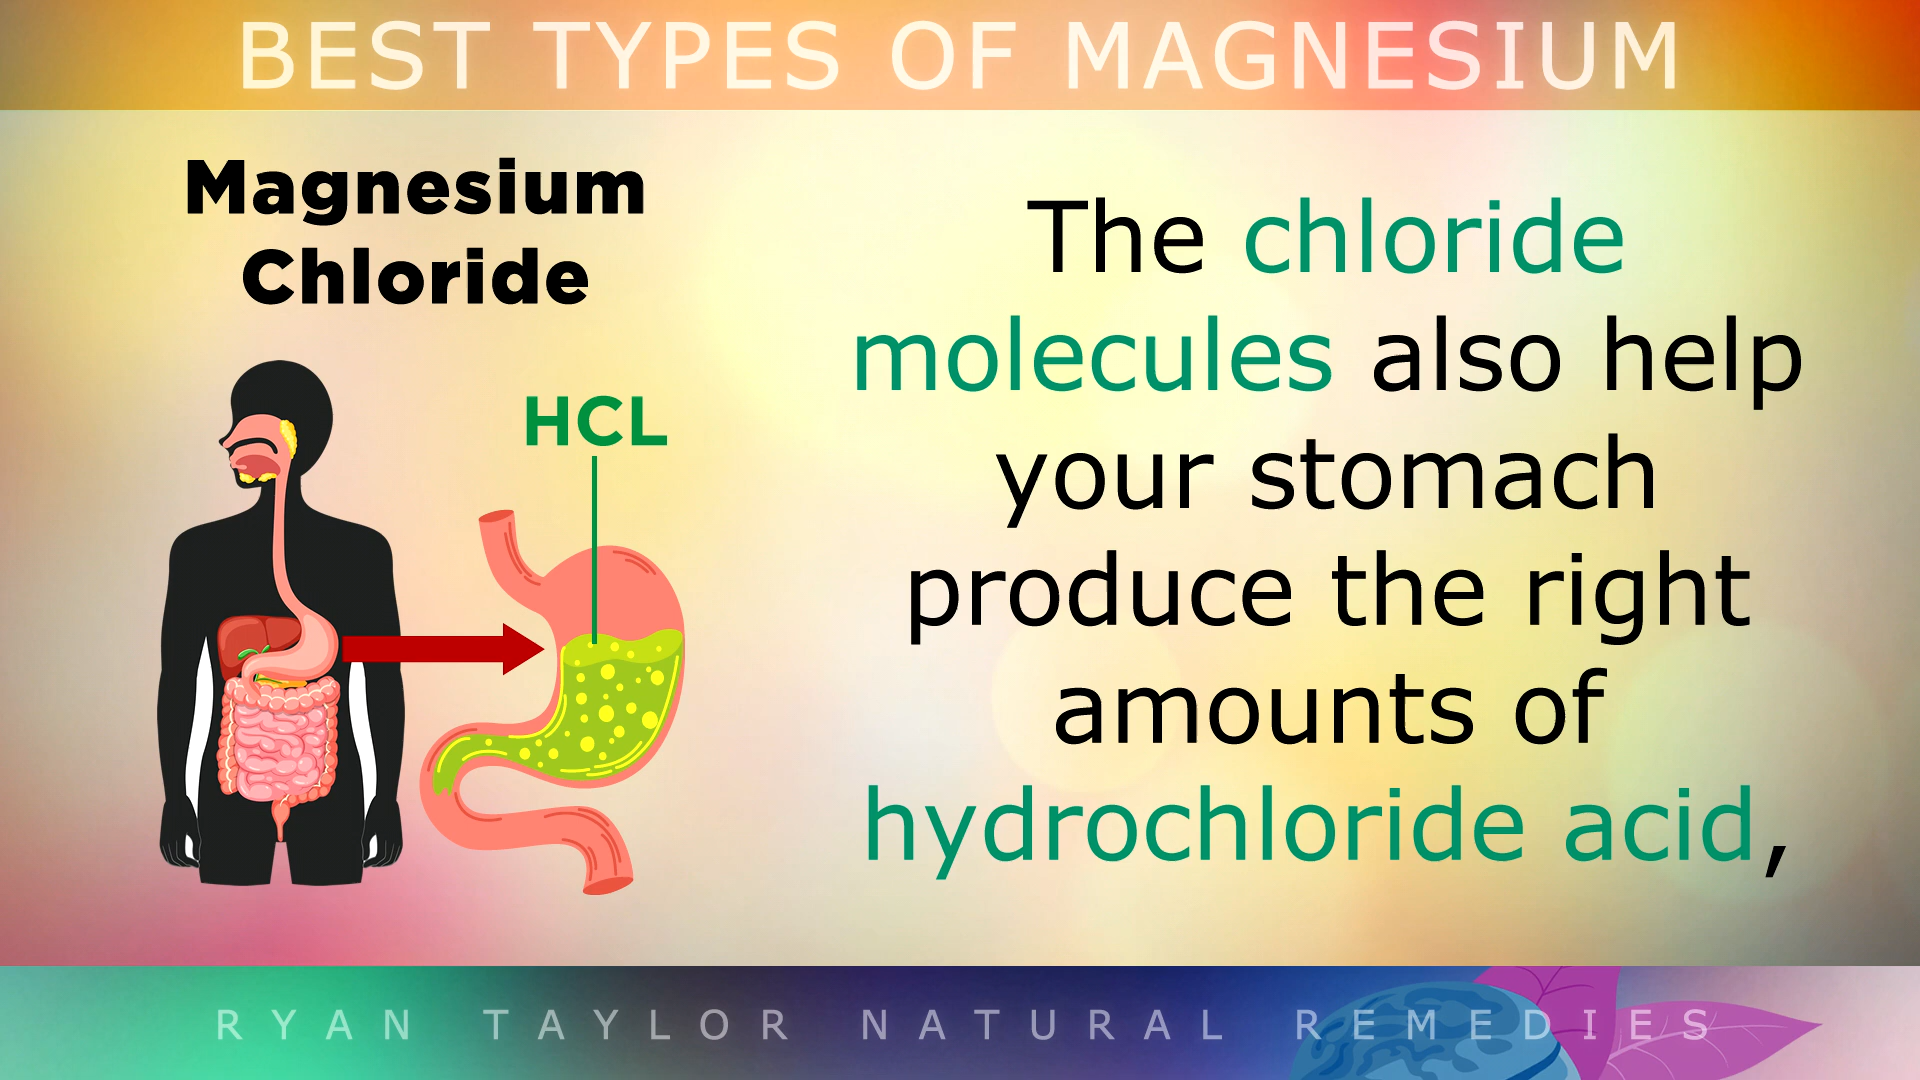 BEST TYPES OF MAGNESIUM
Magnesium
Chloride
HCL
The chloride
molecules also help
your stomach
produce the right
amounts of
hydrochloride acid,
RYAN TAYLOR NATURAL REMEDIES